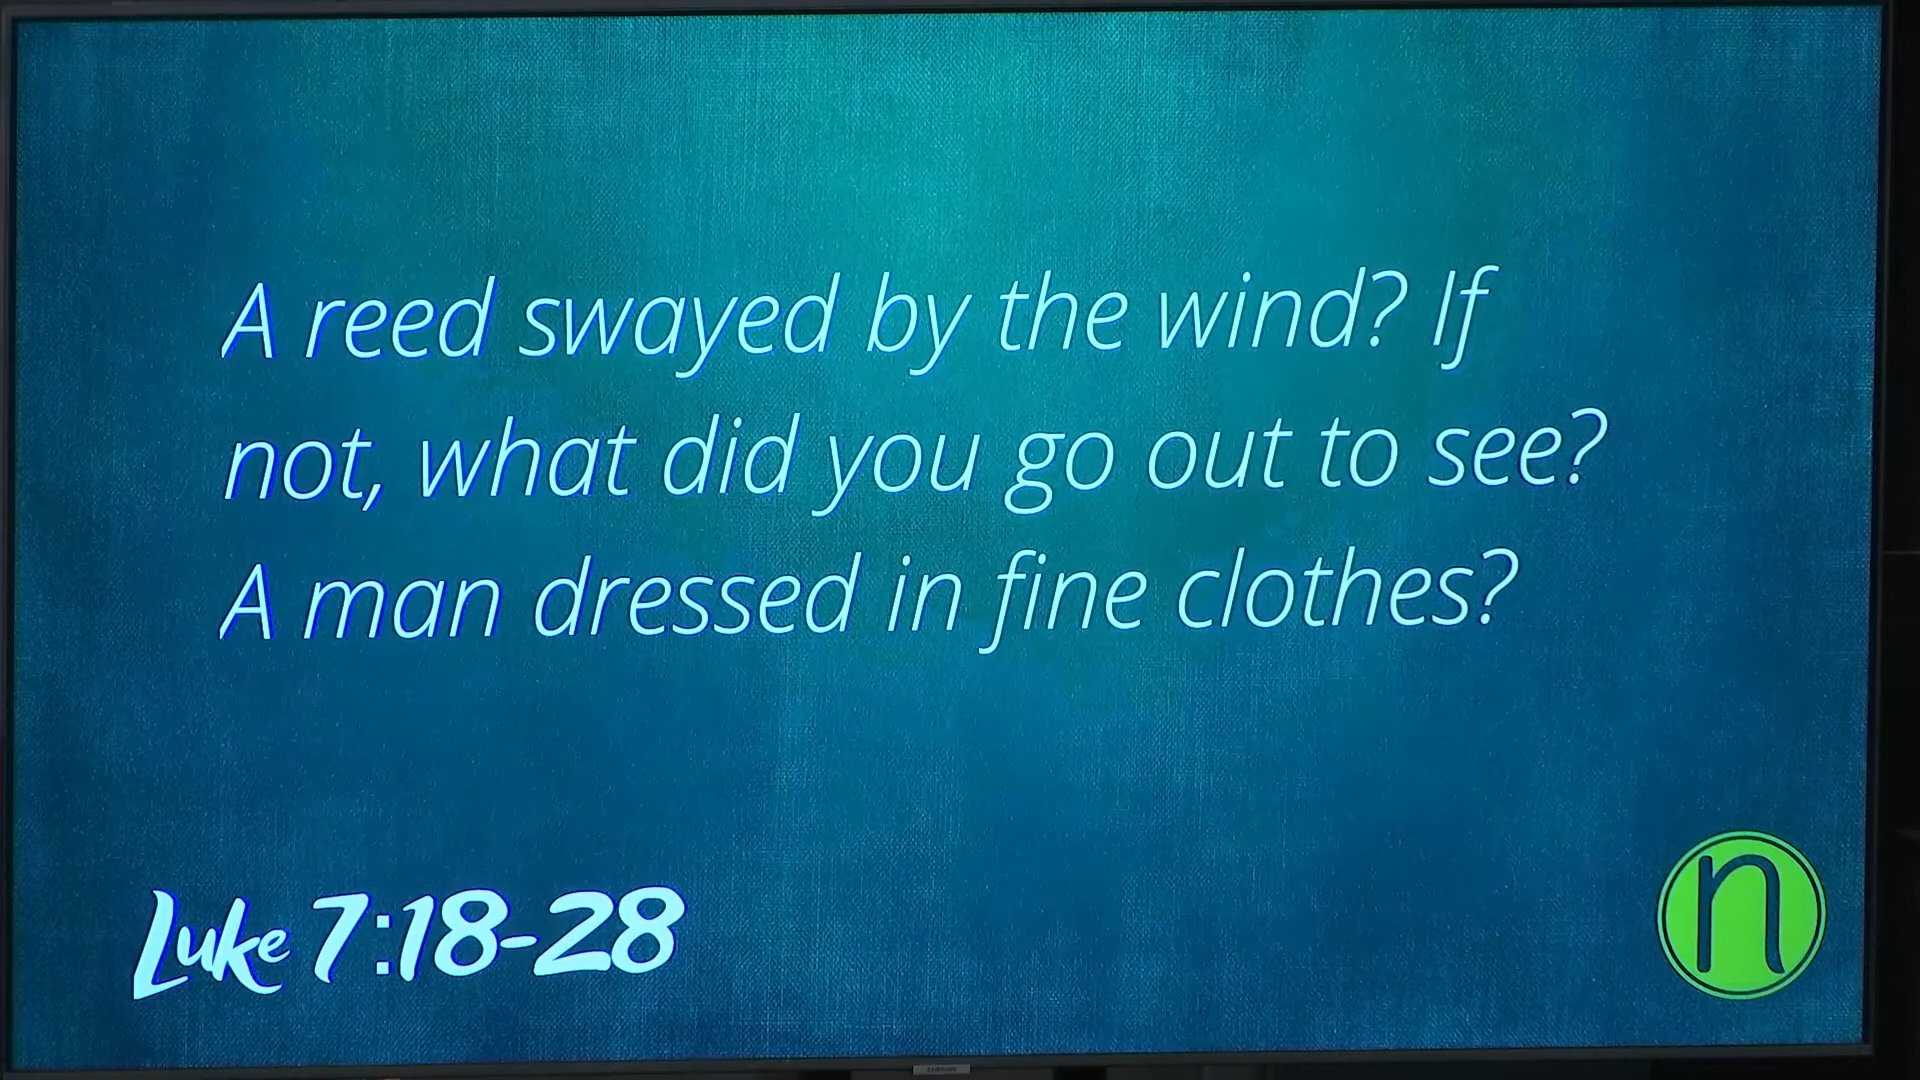 A reed swayed by the wind? If
not, what did you go out to see?
A man dressed in fine clothes?
Luke 7:18-28
n
SAMSUNG